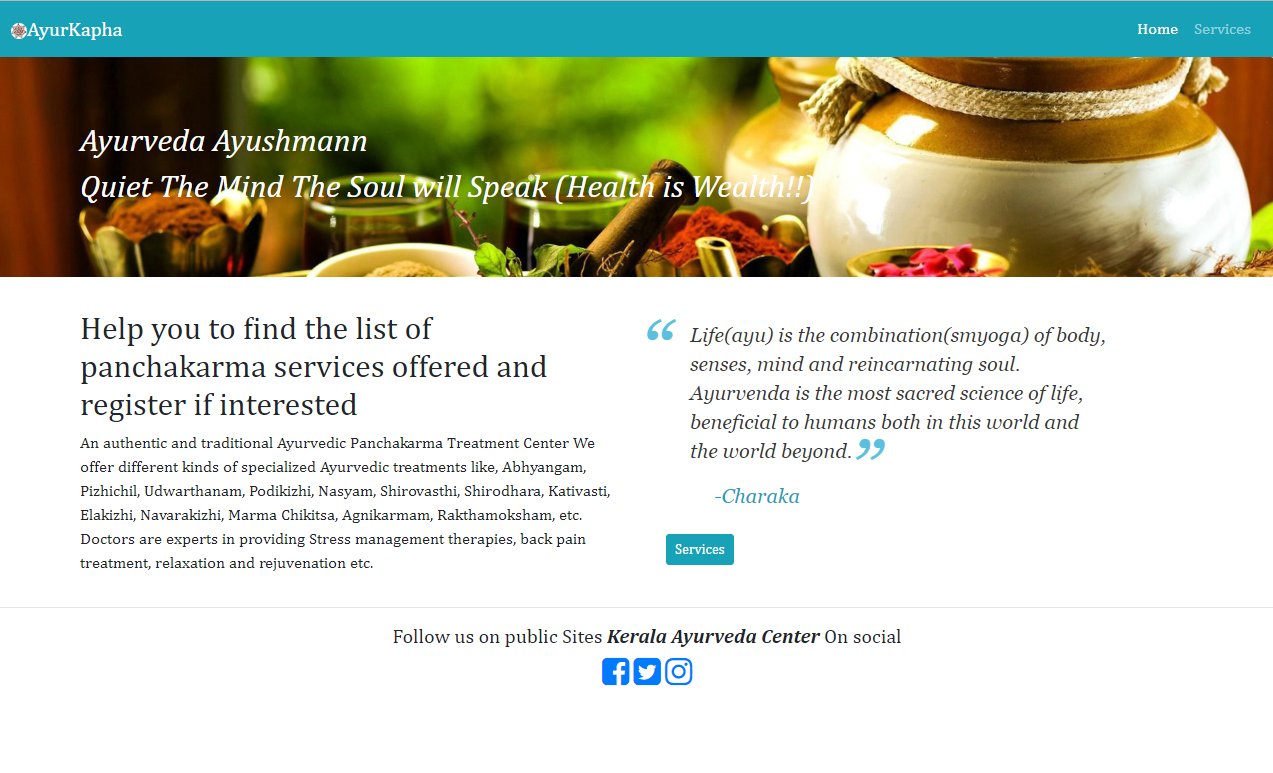 AyurKapha
Home Services
Ayurveda Ayushmann
Quiet The Mind The Soul will Speak (Health is Wealth!!)
Help you to find the list of
panchakarma services offered and
register if interested
An authentic and traditional Ayurvedic Panchakarma Treatment Center We
offer different kinds of specialized Ayurvedic treatments like, Abhyangam,
Pizhichil, Udwarthanam, Podikizhi, Nasyam, Shirovasthi, Shirodhara, Kativasti,
Elakizhi, Navarakizhi, Marma Chikitsa, Agnikarmam, Rakthamoksham, etc.
Doctors are experts in providing Stress management therapies, back pain
treatment, relaxation and rejuvenation etc.
“ Life(ayu) is the combination(smyoga) of body,
senses, mind and reincarnating soul.
Ayurvenda is the most sacred science of life,
beneficial to humans both in this world and
the world beyond. ”
-Charaka
Services
Follow us on public Sites Kerala Ayurveda Center On social